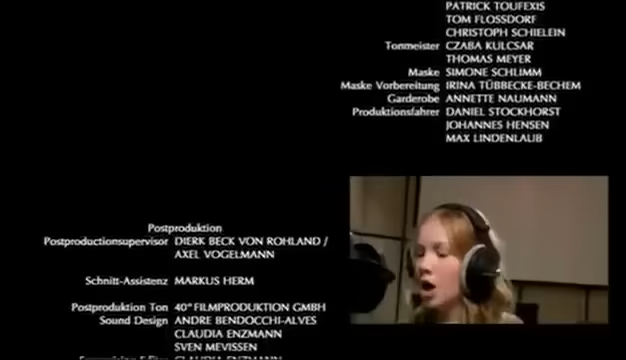 PATRICK TOUFEXIS
TOM FLOSSDORF
CHRISTOPH SCHIELEIN
Tonmeister CZABA KULCSAR
THOMAS MEYER
Maske SIMONE SCHLIMM
Maske Vorbereitung IRINA TÜBBECKE-BECHEM
Garderobe ANNETTE NAUMANN
Produktionsfahrer DANIEL STOCKHORST
JOHANNES HENSEN
MAX LINDENLAUB
Postproduktion
Postproductionsupervisor DIERK BECK VON ROHLAND /
AXEL VOGELMANN
Schnitt-Assistenz MARKUS HERM
Postproduktion Ton 40° FILMPRODUKTION GMBH
Sound Design ANDRE BENDOCCHI-ALVES
CLAUDIA ENZMANN
SVEN MEVISSEN
CLAUDIA ENZMANN